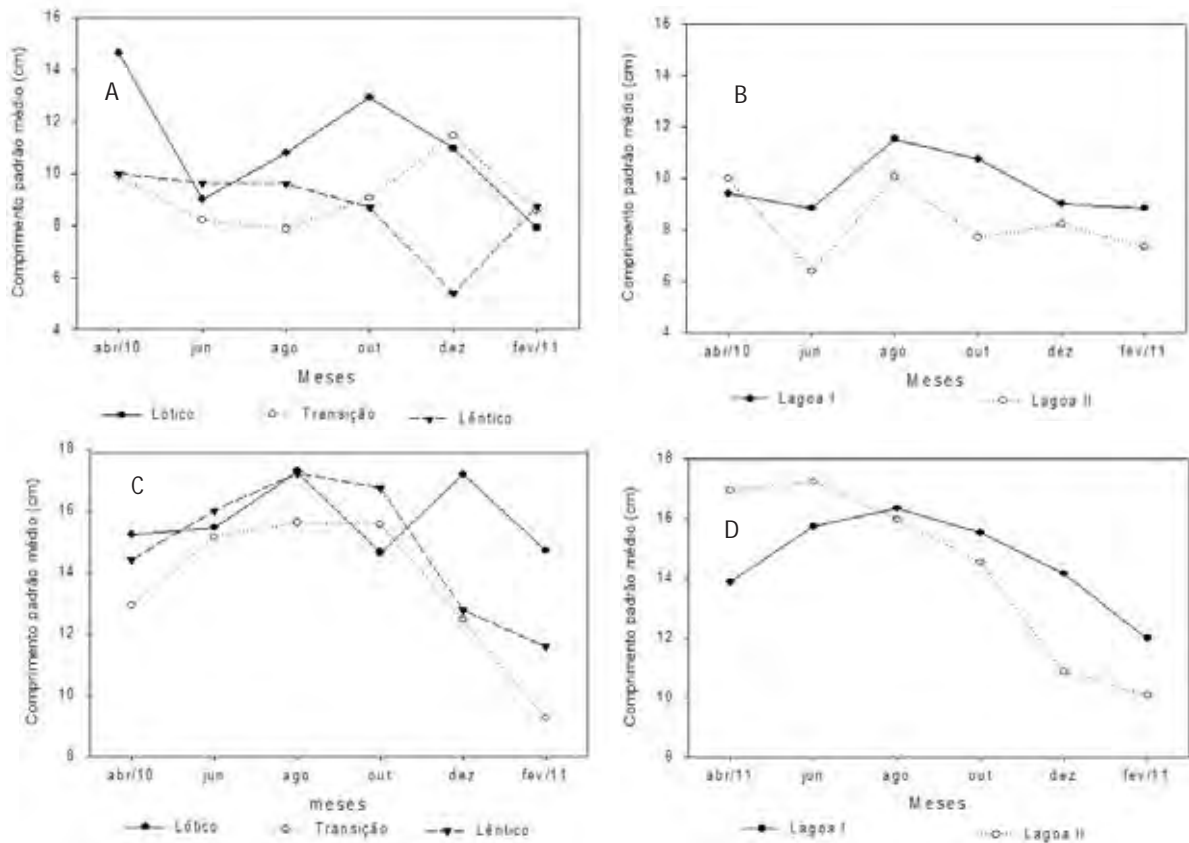 A
Comprimento padrão médio (cm)
16
14
12
10
8
6
4
abr/10 jun ago out dez fev/11
Meses
Lótico Transição Lêntico
B
Comprimento padrão médio (cm)
16
14
12
10
8
6
4
abr/10 jun ago out dez fev/11
Meses
Lagoa I Lagoa II
C
Comprimento padrão médio (cm)
18
16
14
12
10
8
abr/10 jun ago out dez fev/11
meses
Lótico Transição Lêntico
D
Comprimento padrão médio (cm)
18
16
14
12
10
8
abr/11 jun ago out dez fev/11
Meses
Lagoa I Lagoa II